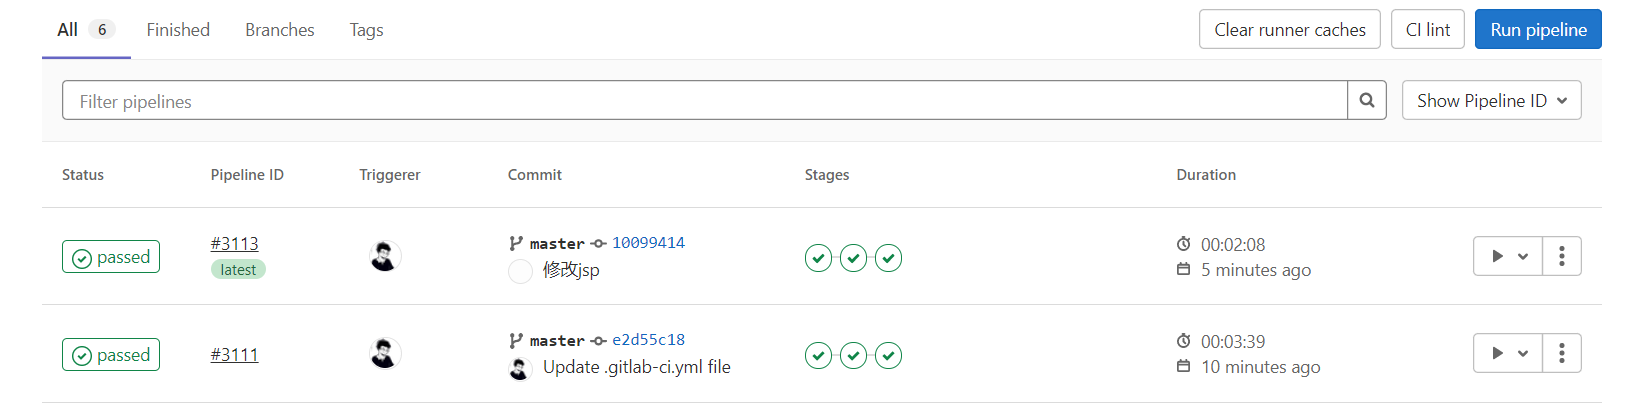 All 6 Finished Branches Tags Clear runner caches CI lint Run pipeline
Filter pipelines Show Pipeline ID
Status Pipeline ID Triggerer Commit Stages Duration
passed #3113 master 10099414 00:02:08
latest 修改jsp 5 minutes ago
passed #3111 master e2d55c18 00:03:39
Update .gitlab-ci.yml file 10 minutes ago